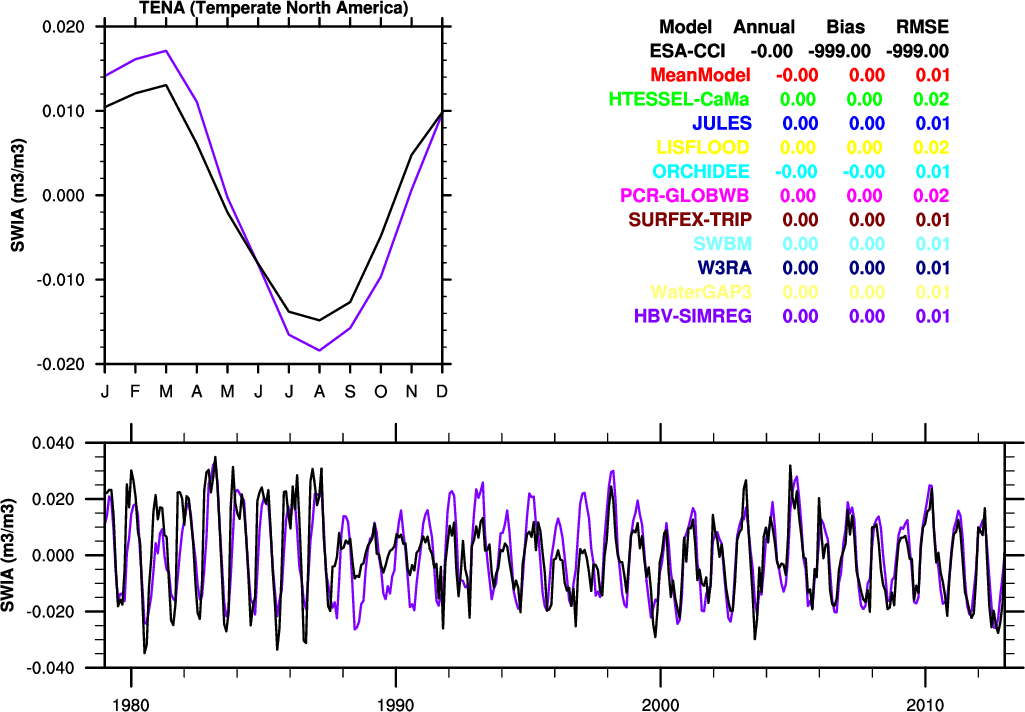 TENA (Temperate North America)
0.020
0.010
0.000
-0.010
-0.020
SWIA (m3/m3)
J F M A M J J A S O N D
Model Annual Bias RMSE
ESA-CCI -0.00 -999.00 -999.00
MeanModel -0.00 0.00 0.01
HTESSEL-CaMa 0.00 0.00 0.02
JULES 0.00 0.00 0.01
LISFLOOD 0.00 0.00 0.02
ORCHIDEE -0.00 -0.00 0.01
PCR-GLOBWB 0.00 0.00 0.02
SURFEX-TRIP 0.00 0.00 0.01
SWBM 0.00 0.00 0.01
W3RA 0.00 0.00 0.01
WaterGAP3 0.00 0.00 0.01
HBV-SIMREG 0.00 0.00 0.01
0.040
0.020
0.000
-0.020
-0.040
SWIA (m3/m3)
1980 1990 2000 2010